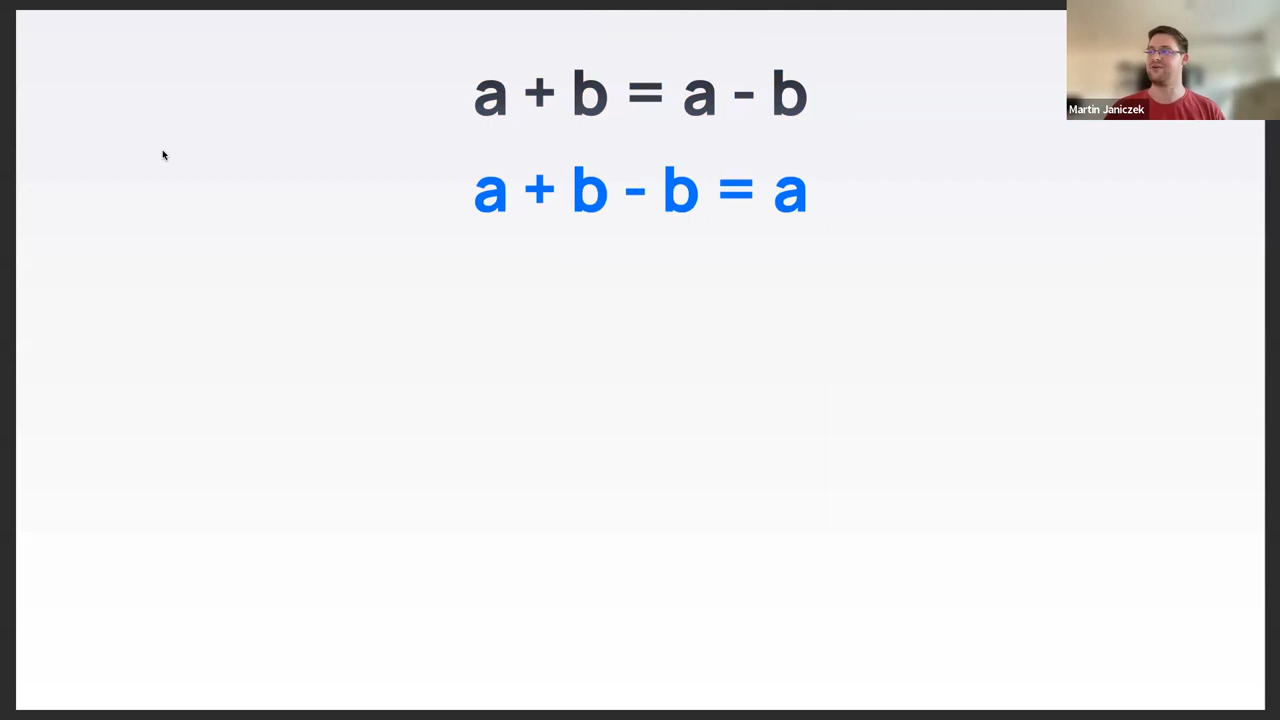 a + b = a - b
Martin Janiczek
a + b - b = a